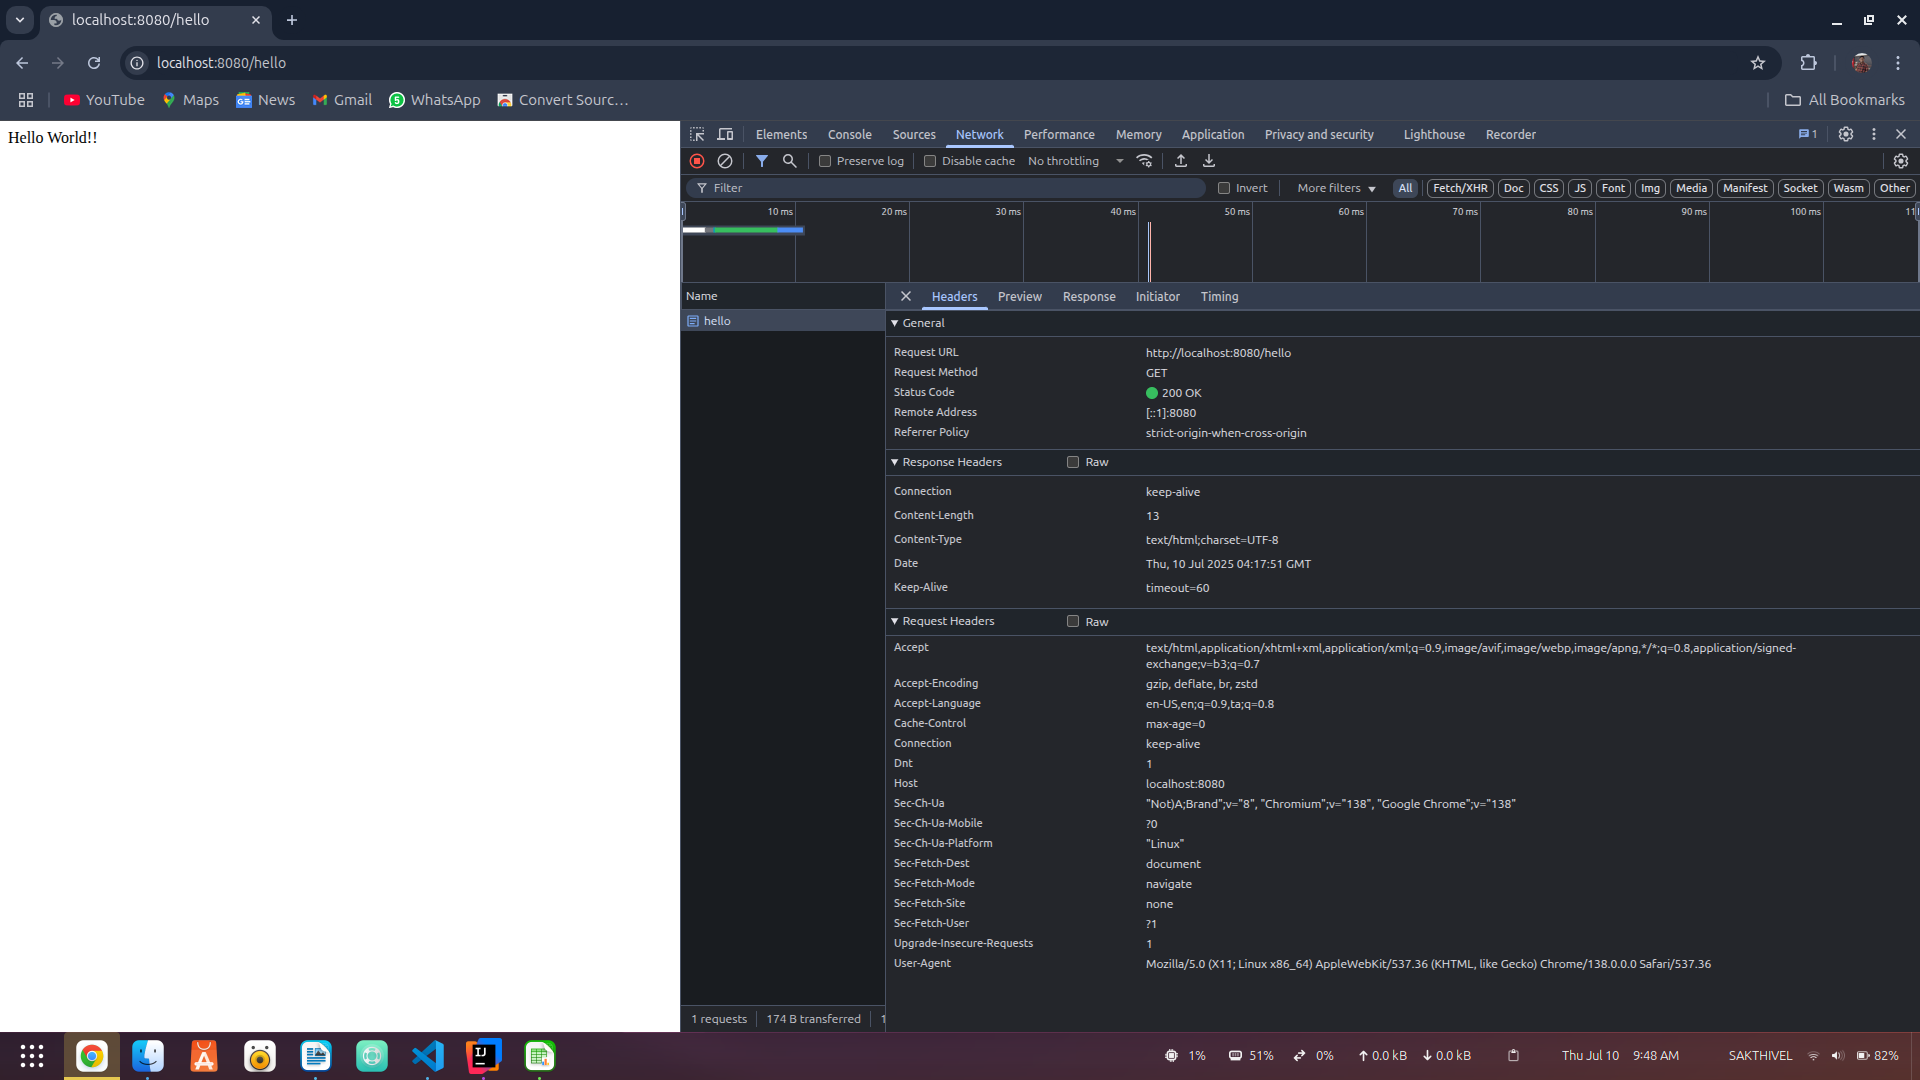 localhost:8080/hello
localhost:8080/hello
YouTube Maps News Gmail WhatsApp Convert Sourc… All Bookmarks
Hello World!!
Elements Console Sources Network Performance Memory Application Privacy and security Lighthouse Recorder 1
Preserve log Disable cache No throttling
Filter Invert More filters All Fetch/XHR Doc CSS JS Font Img Media Manifest Socket Wasm Other
10 ms 20 ms 30 ms 40 ms 50 ms 60 ms 70 ms 80 ms 90 ms 100 ms 11
Name
hello
Headers Preview Response Initiator Timing
General
Request URL http://localhost:8080/hello
Request Method GET
Status Code 200 OK
Remote Address [::1]:8080
Referrer Policy strict-origin-when-cross-origin
Response Headers Raw
Connection keep-alive
Content-Length 13
Content-Type text/html;charset=UTF-8
Date Thu, 10 Jul 2025 04:17:51 GMT
Keep-Alive timeout=60
Request Headers Raw
Accept text/html,application/xhtml+xml,application/xml;q=0.9,image/avif,image/webp,image/apng,*/*;q=0.8,application/signed-
exchange;v=b3;q=0.7
Accept-Encoding gzip, deflate, br, zstd
Accept-Language en-US,en;q=0.9,ta;q=0.8
Cache-Control max-age=0
Connection keep-alive
Dnt 1
Host localhost:8080
Sec-Ch-Ua "Not)A;Brand";v="8", "Chromium";v="138", "Google Chrome";v="138"
Sec-Ch-Ua-Mobile ?0
Sec-Ch-Ua-Platform "Linux"
Sec-Fetch-Dest document
Sec-Fetch-Mode navigate
Sec-Fetch-Site none
Sec-Fetch-User ?1
Upgrade-Insecure-Requests 1
User-Agent Mozilla/5.0 (X11; Linux x86_64) AppleWebKit/537.36 (KHTML, like Gecko) Chrome/138.0.0.0 Safari/537.36
1 requests 174 B transferred 1
1% 51% 0% 0.0 kB 0.0 kB Thu Jul 10 9:48 AM SAKTHIVEL 82%